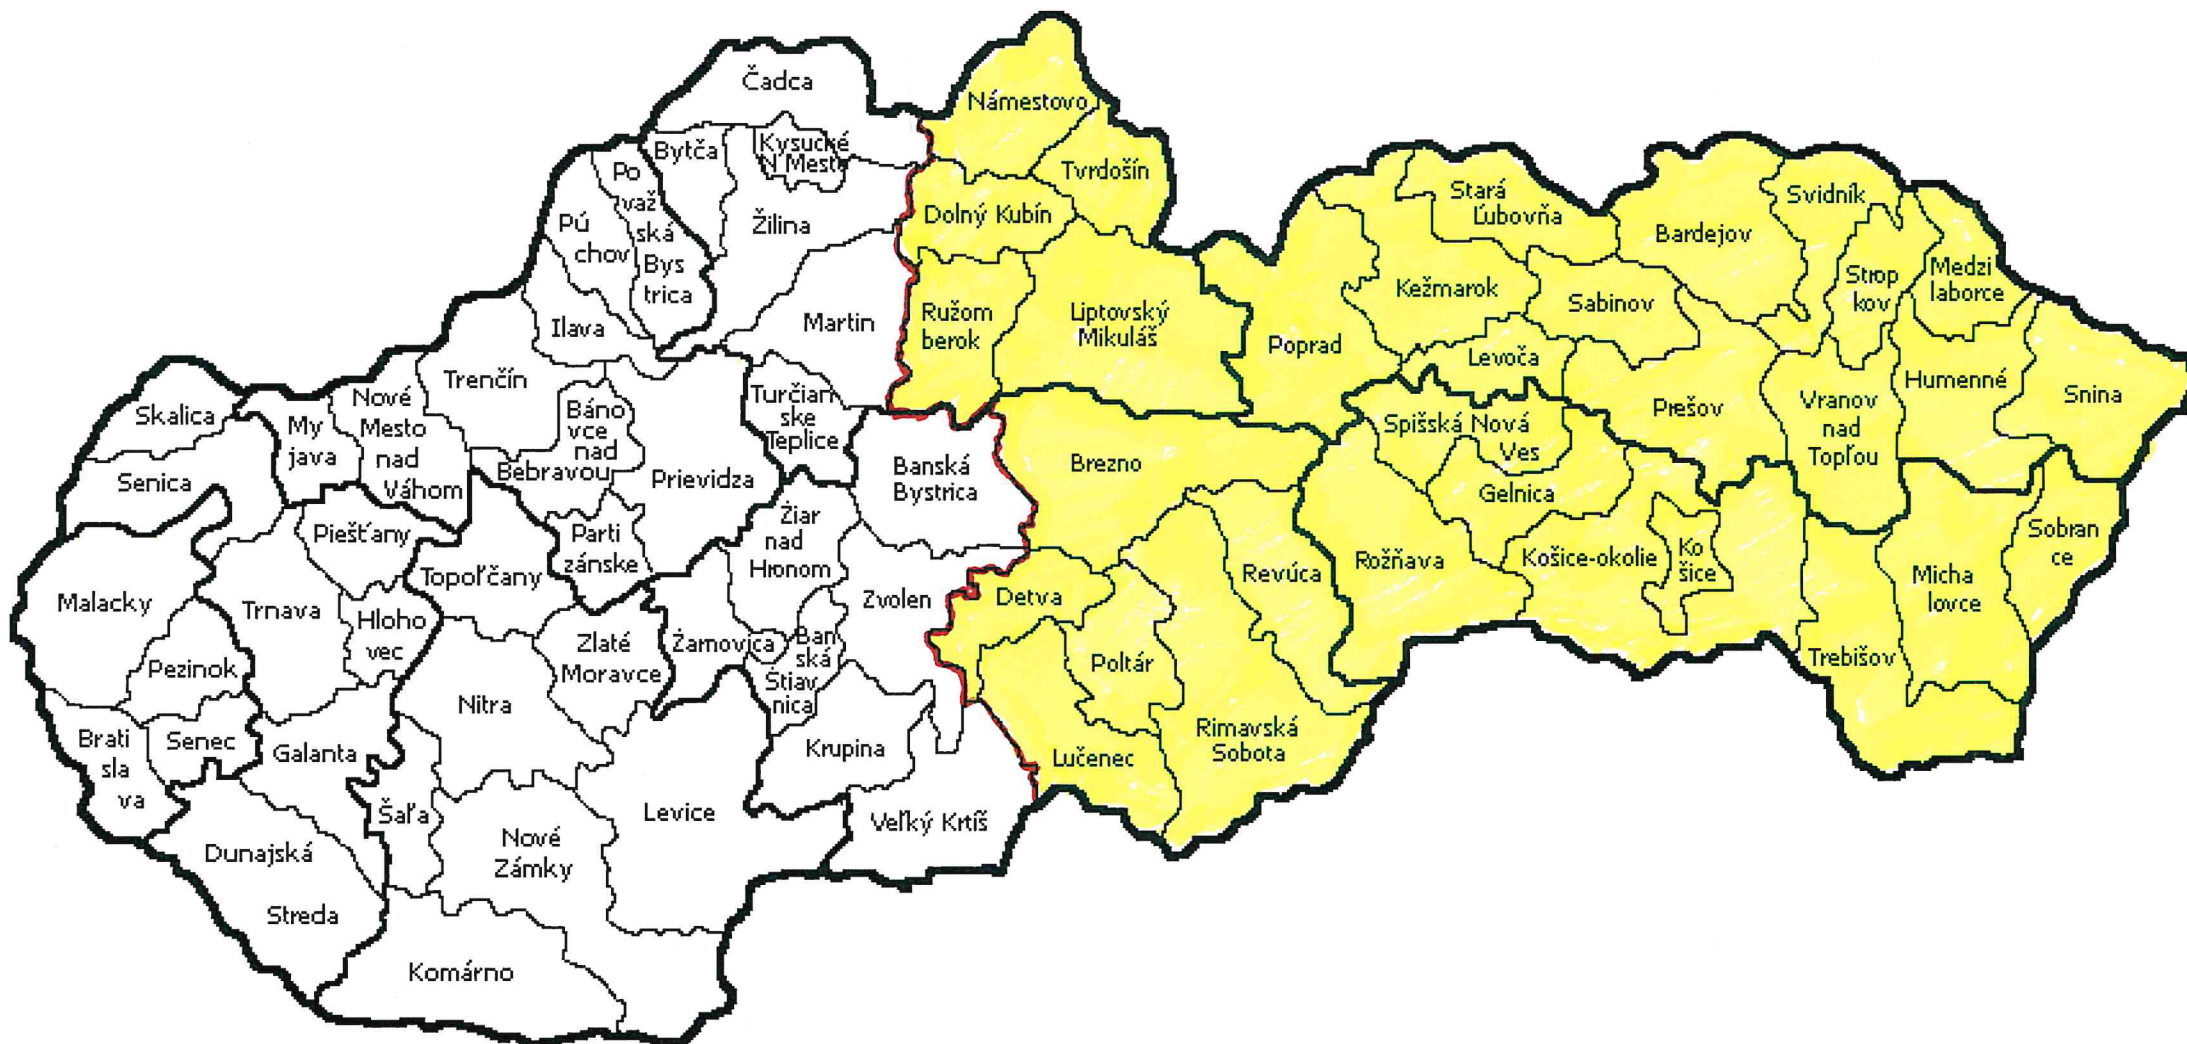 Čadca
Námestovo
Bytča
Kysucké
N Mesto
Po
važ
ská
Bys
trica
Pú
chov
Žilina
Tvrdošín
Dolný Kubín
Stará
Ľubovňa
Svidník
Bardejov
Ilava
Martin
Ružom
berok
Liptovský
Mikuláš
Poprad
Kežmarok
Sabinov
Strop
kov
Medzi
laborce
Levoča
Trenčín
Skalica
My
java
Nové
Mesto
nad
Váhom
Báno
vce
nad
Bebravou
Prievidza
Turčian
ske
Teplice
Humenné
Snina
Prešov
Vranov
nad
Topľou
Spišská Nová
Ves
Senica
Banská
Bystrica
Brezno
Gelnica
Piešťany
Topoľčany
Parti
zánske
Žiar
nad
Hronom
Rožňava
Košice-okolie
Ko
šice
Sobran
ce
Micha
lovce
Malacky
Trnava
Hloho
vec
Zvolen
Detva
Revúca
Zlaté
Moravce
Žarnovica
Ban
ská
Štiav
nica
Poltár
Trebišov
Pezinok
Nitra
Brati
sla
va
Senec
Galanta
Krupina
Lučenec
Rimavská
Sobota
Šaľa
Levice
Veľký Krtíš
Dunajská
Streda
Nové
Zámky
Komárno